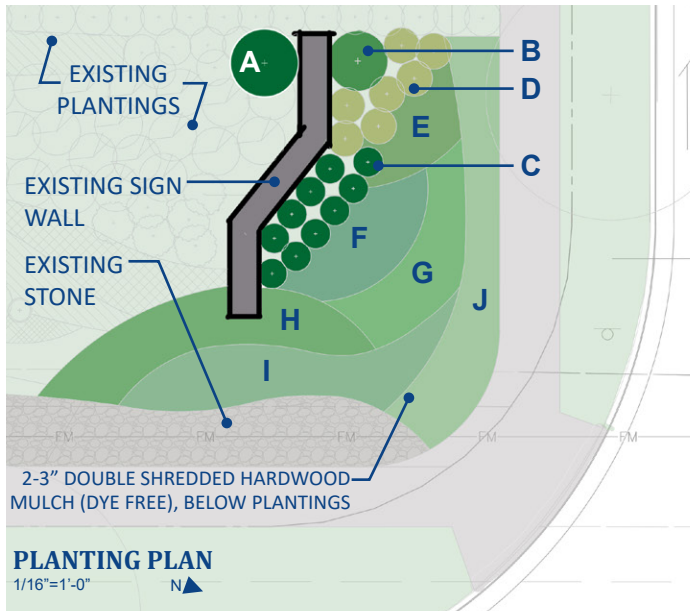 A
B
EXISTING
PLANTINGS
D
E
C
EXISTING SIGN
WALL
F
EXISTING
STONE
G
H
J
I
FM FM FM FM FM
2-3” DOUBLE SHREDDED HARDWOOD
MULCH (DYE FREE), BELOW PLANTINGS
PLANTING PLAN
1/16”=1’-0”
N